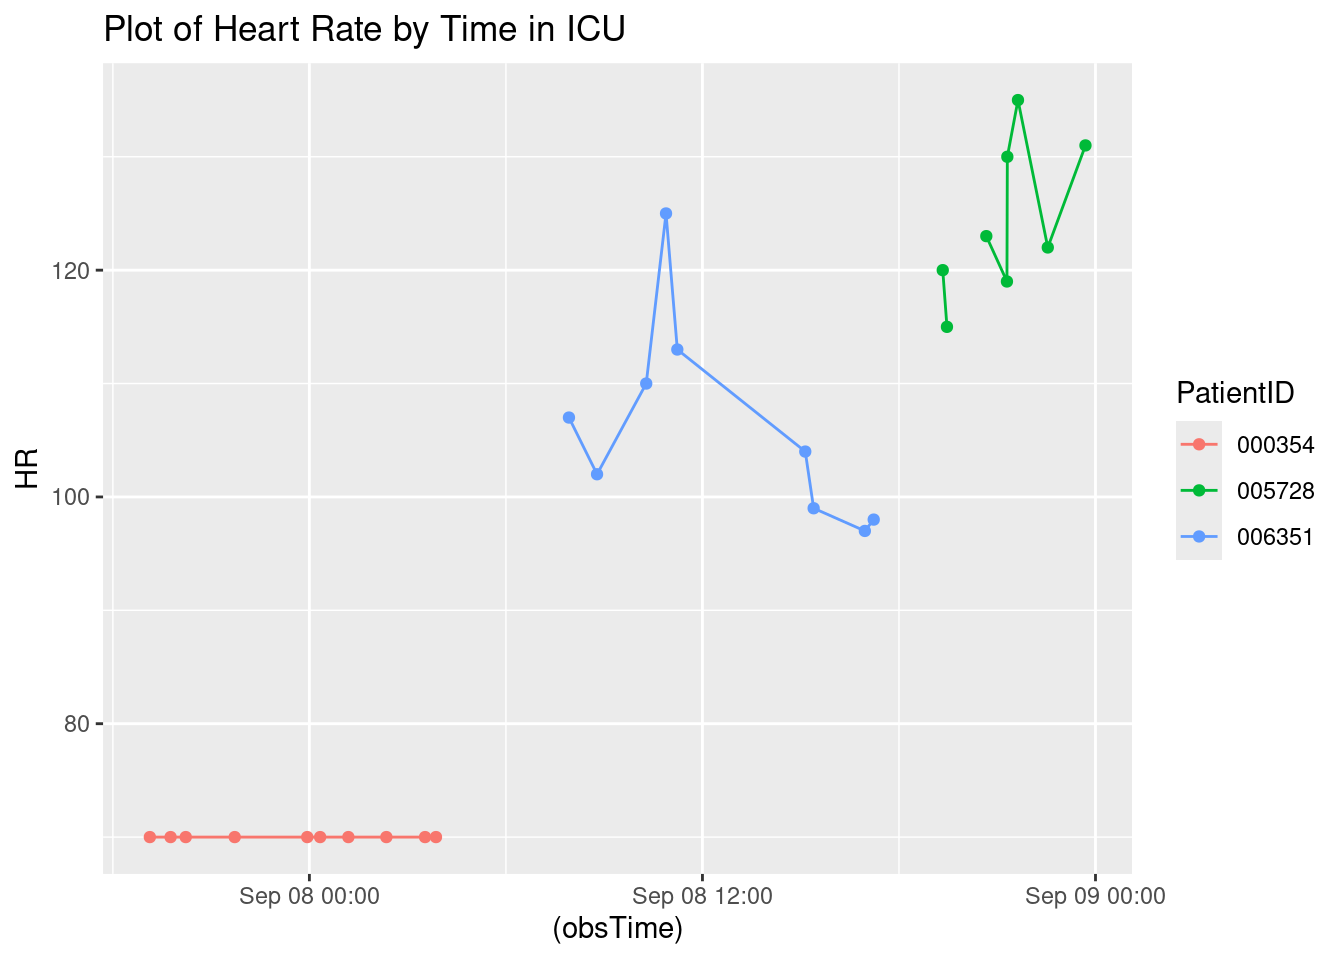 Plot of Heart Rate by Time in ICU
HR
120
100
80
Sep 08 00:00
Sep 08 12:00
Sep 09 00:00
(obsTime)
PatientID
000354
005728
006351